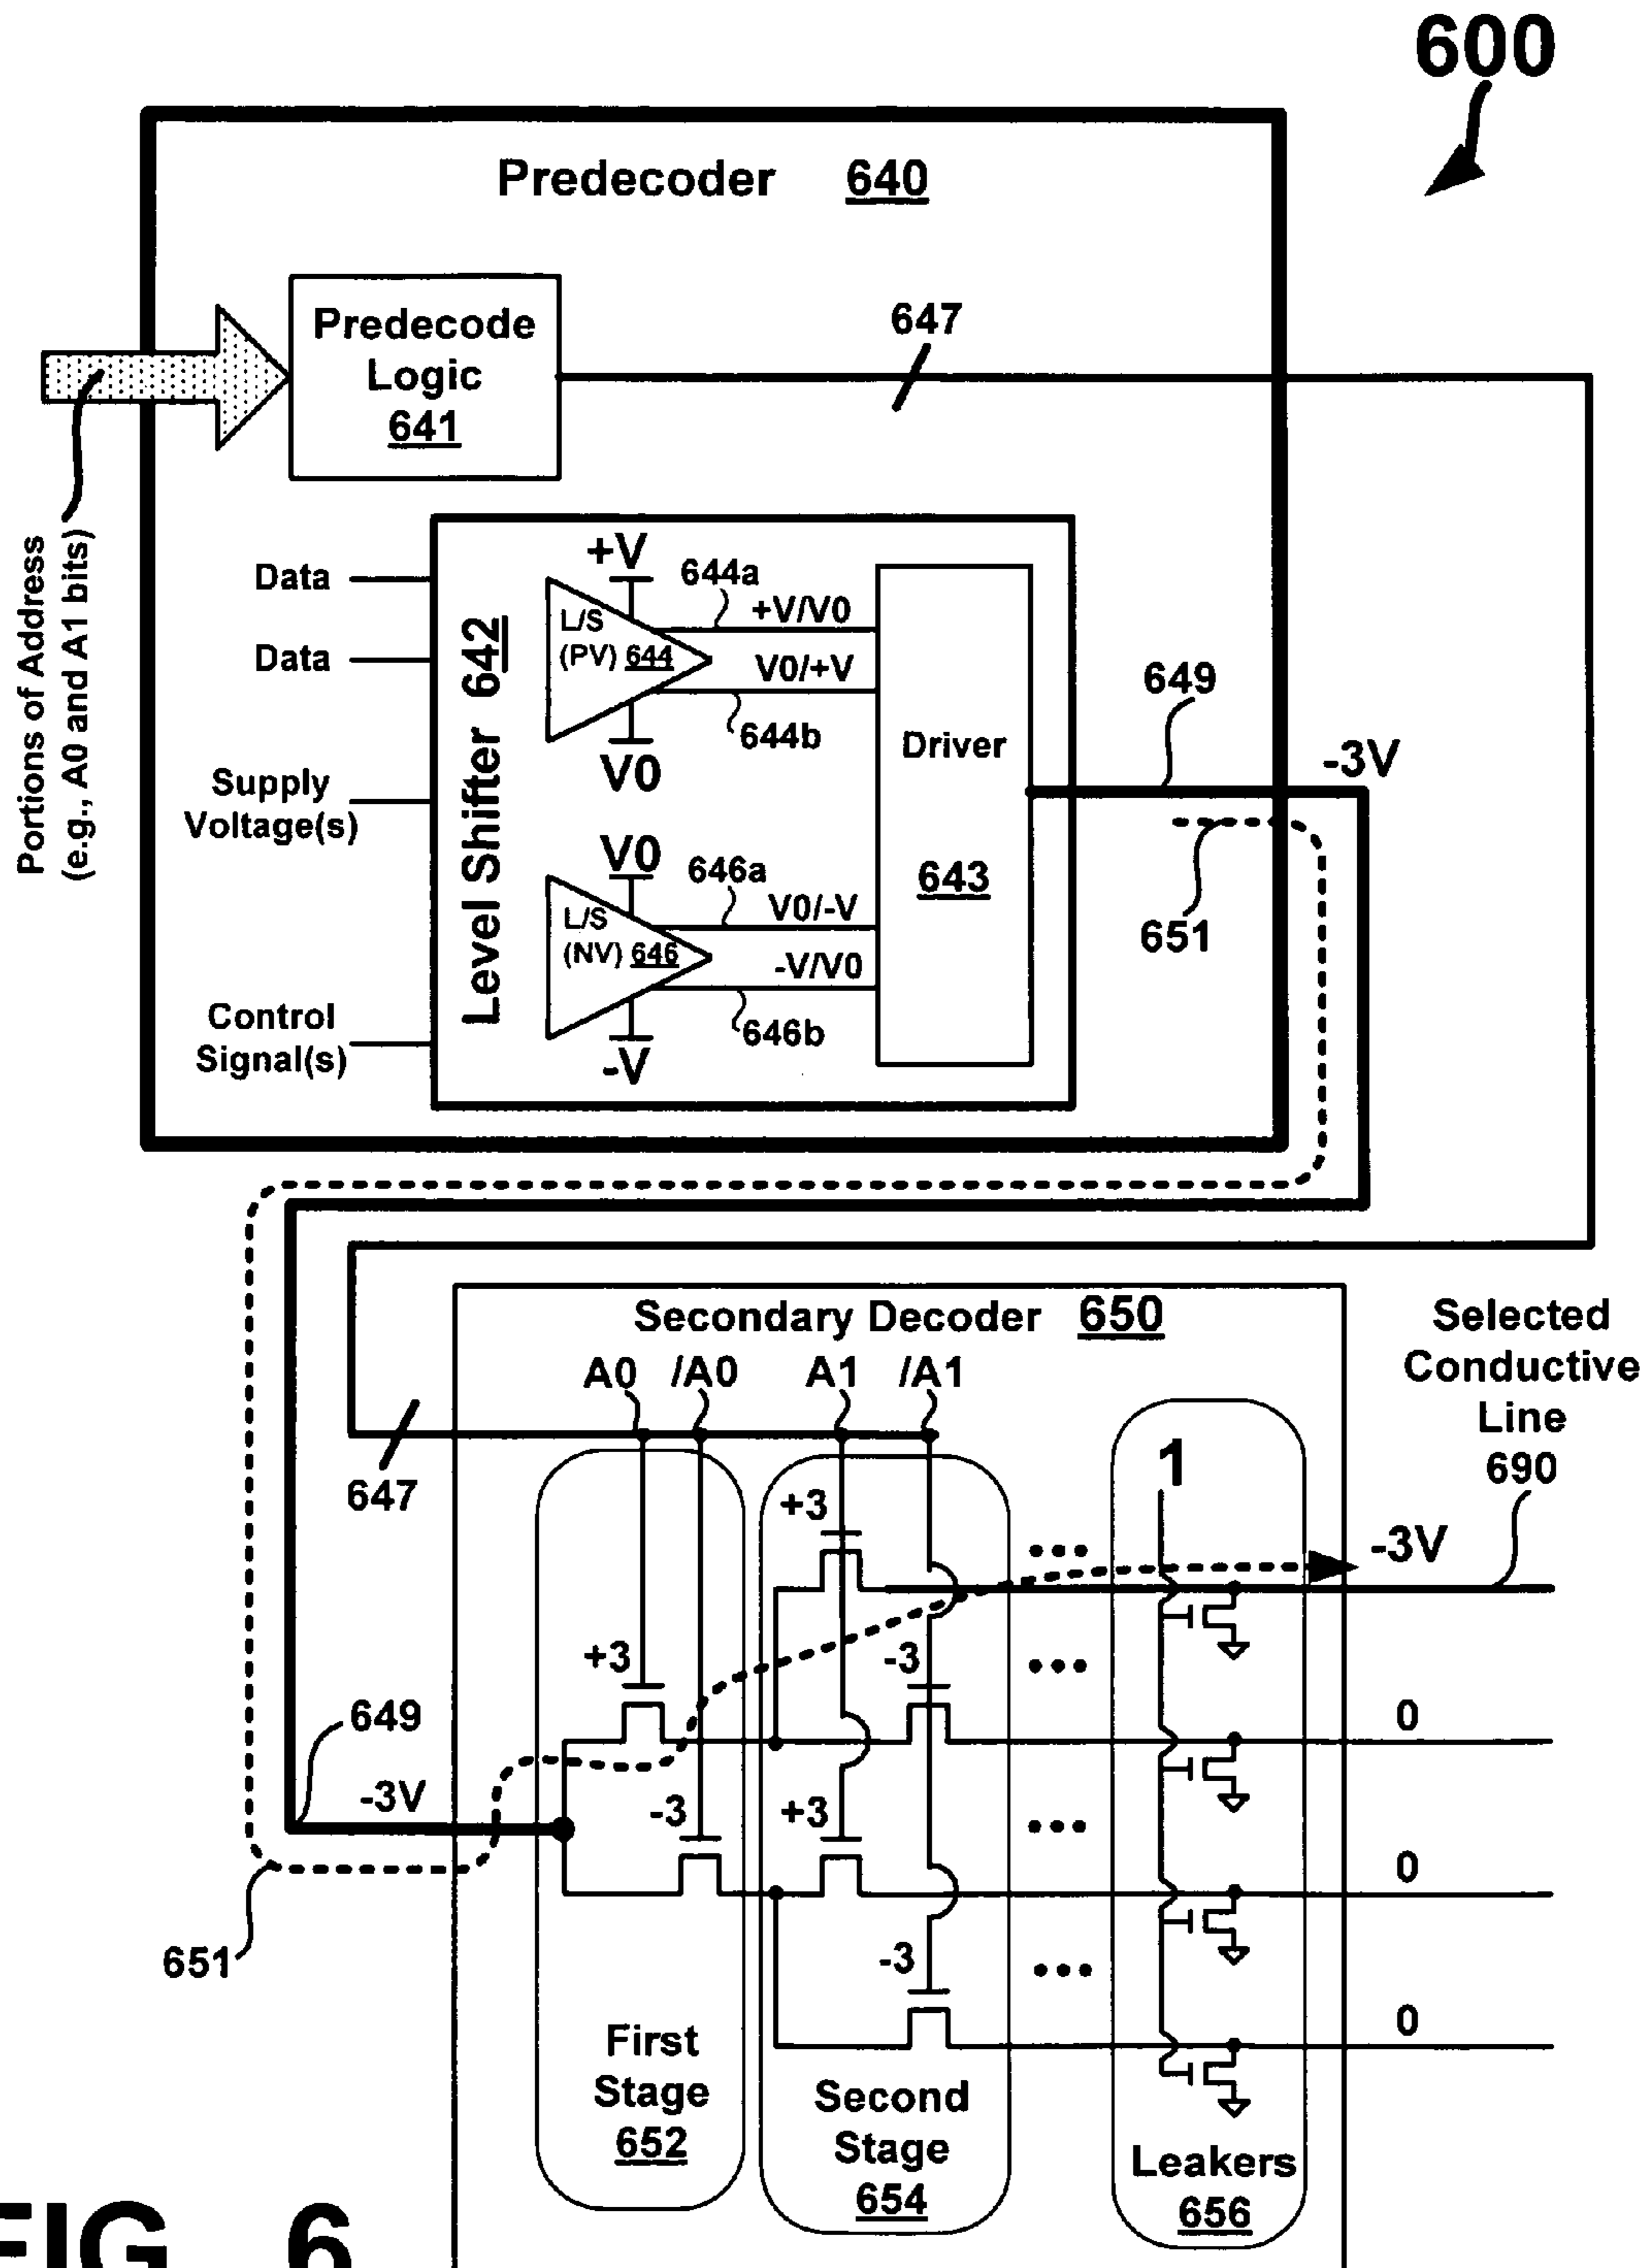 600
Predecoder 640
Predecode
Logic
641
647
Portions of Address
(e.g., A0 and A1 bits)
Level Shifter 642
Data
Data
Supply
Voltage(s)
Control
Signal(s)
+V
L/S
(PV) 644
V0
644a
+V/V0
V0/+V
644b
V0
L/S
(NV) 646
-V
646a
V0/-V
-V/V0
646b
Driver
643
649
-3V
651
Secondary Decoder 650
A0
/A0
A1
/A1
Selected
Conductive
Line
690
647
1
+3
-3V
+3
-3
0
649
-3V
-3
+3
0
651
-3
0
First
Stage
652
Second
Stage
654
Leakers
656
FIG. 6